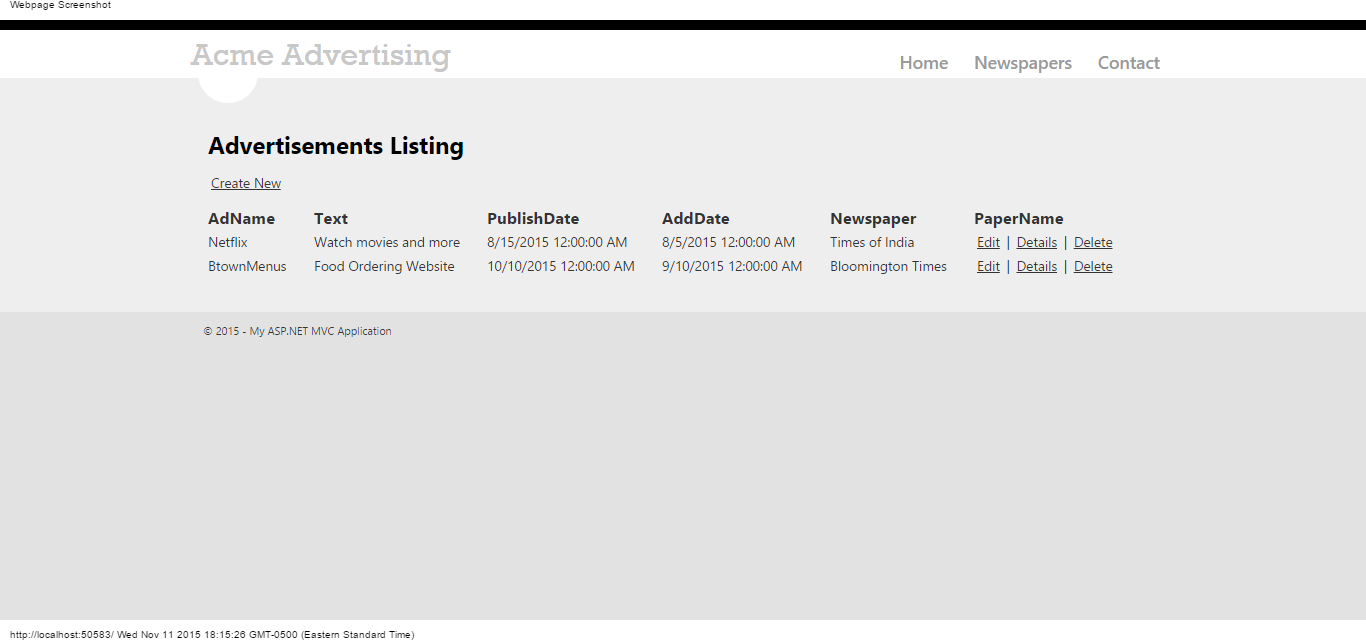 Webpage Screenshot
Acme Advertising
Home Newspapers Contact
Advertisements Listing
Create New
AdName Text PublishDate AddDate Newspaper PaperName
Netflix Watch movies and more 8/15/2015 12:00:00 AM 8/5/2015 12:00:00 AM Times of India Edit | Details | Delete
BtownMenus Food Ordering Website 10/10/2015 12:00:00 AM 9/10/2015 12:00:00 AM Bloomington Times Edit | Details | Delete
© 2015 - My ASP.NET MVC Application
http://localhost:50583/ Wed Nov 11 2015 18:15:26 GMT-0500 (Eastern Standard Time)